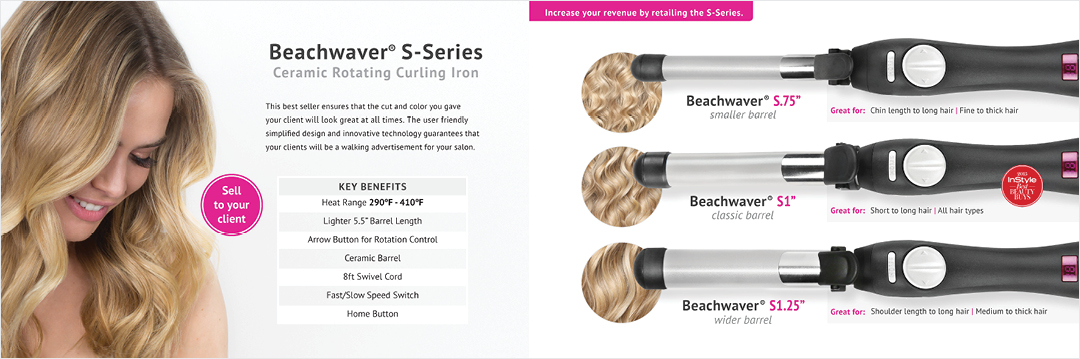 Beachwaver® S-Series
Ceramic Rotating Curling Iron
This best seller ensures that the cut and color you gave
your client will look great at all times. The user friendly
simplified design and innovative technology guarantees that
your clients will be a walking advertisement for your salon.
Sell
to your
client
KEY BENEFITS
Heat Range 290°F - 410°F
Lighter 5.5” Barrel Length
Arrow Button for Rotation Control
Ceramic Barrel
8ft Swivel Cord
Fast/Slow Speed Switch
Home Button
Increase your revenue by retailing the S-Series.
Beachwaver® S.75”
smaller barrel
Great for: Chin length to long hair | Fine to thick hair
Beachwaver® S1”
classic barrel
Great for: Short to long hair | All hair types
2015
InStyle
Best
BEAUTY
BUYS
Beachwaver® S1.25”
wider barrel
Great for: Shoulder length to long hair | Medium to thick hair